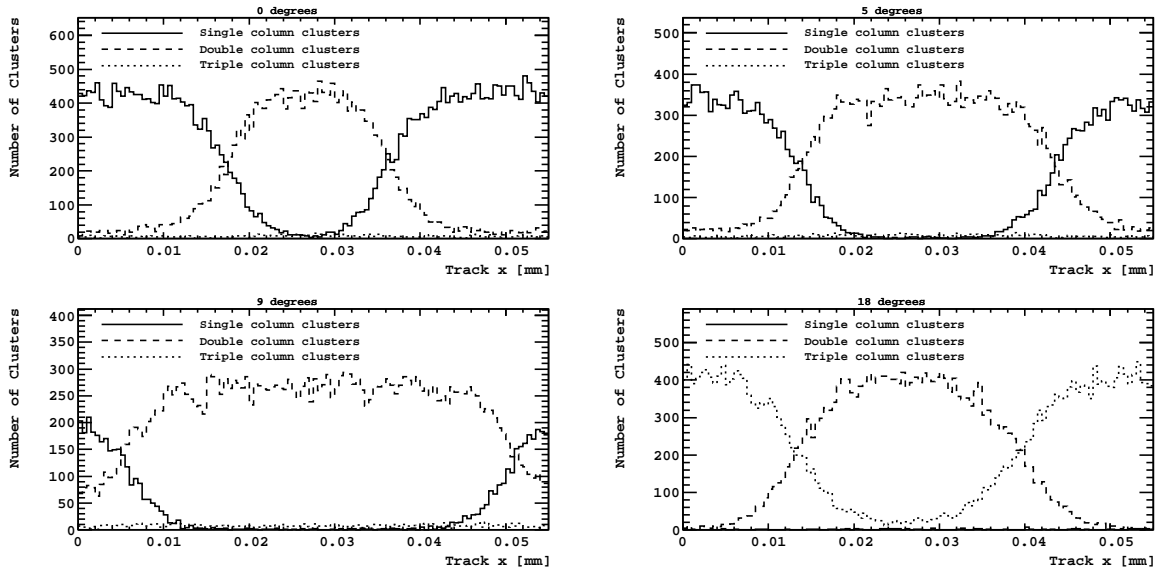 0 degrees
Number of Clusters
600
500
400
300
200
100
0
Single column clusters
Double column clusters
Triple column clusters
0 0.01 0.02 0.03 0.04 0.05
Track x [mm]
5 degrees
Number of Clusters
500
400
300
200
100
0
Single column clusters
Double column clusters
Triple column clusters
0 0.01 0.02 0.03 0.04 0.05
Track x [mm]
9 degrees
Number of Clusters
400
350
300
250
200
150
100
50
0
Single column clusters
Double column clusters
Triple column clusters
0 0.01 0.02 0.03 0.04 0.05
Track x [mm]
18 degrees
Number of Clusters
500
400
300
200
100
0
Single column clusters
Double column clusters
Triple column clusters
0 0.01 0.02 0.03 0.04 0.05
Track x [mm]